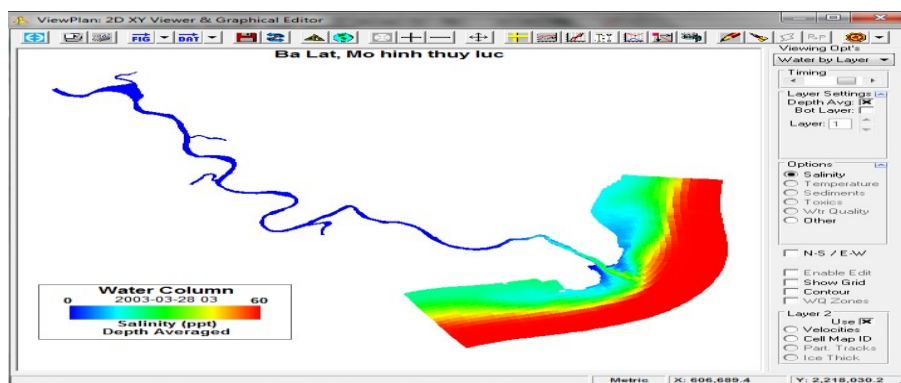 ViewPlan: 2D XY Viewer & Graphical Editor
FIG
DAT
Ba Lat, Mo hinh thuy luc
Viewing Opt's
Water by Layer
Timing
Layer Settings
Depth Avg:
Bot Layer:
Layer: 1
Options
Salinity
Temperature
Sediments
Toxics
Wtr Quality
Other
N-S / E-W
Enable Edit
Show Grid
Contour
WQ Zones
Layer 2
Use
Velocities
Cell Map ID
Part. Tracks
Ice Thick
Water Column
0 2003-03-28 03 60
Salinity (ppt)
Depth Averaged
Metric X: 606,689.4 Y: 2,218,030.2